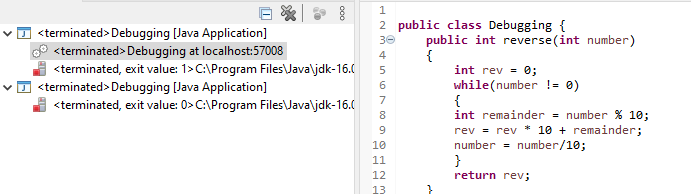 <terminated>Debugging [Java Application]
<terminated>Debugging at localhost:57008
<terminated, exit value: 1>C:\Program Files\Java\jdk-16.0
<terminated>Debugging [Java Application]
<terminated, exit value: 0>C:\Program Files\Java\jdk-16.0
1
2 public class Debugging {
3 public int reverse(int number)
4 {
5 int rev = 0;
6 while(number != 0)
7 {
8 int remainder = number % 10;
9 rev = rev * 10 + remainder;
10 number = number/10;
11 }
12 return rev;
13 }